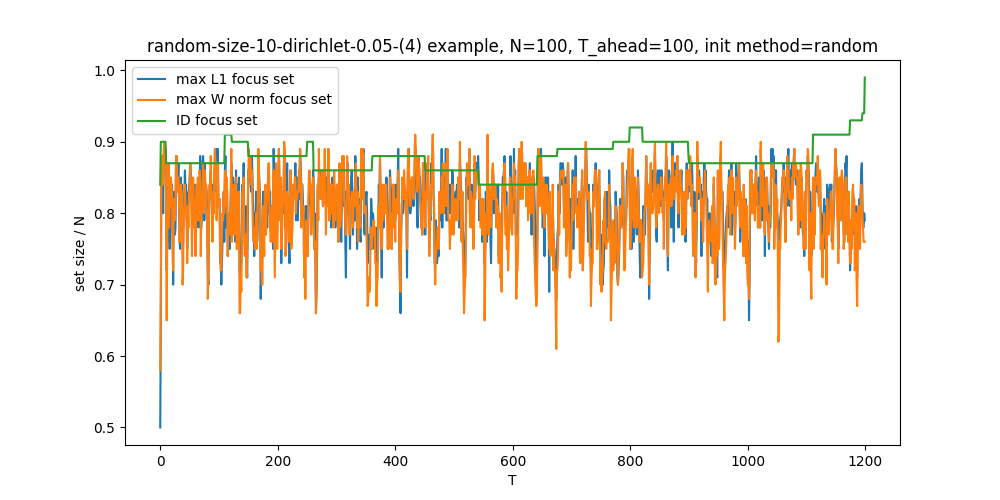 random-size-10-dirichlet-0.05-(4) example, N=100, T_ahead=100, init method=random
max L1 focus set
max W norm focus set
ID focus set
1.0
0.9
0.8
0.7
0.6
0.5
set size / N
0 200 400 600 800 1000 1200
T